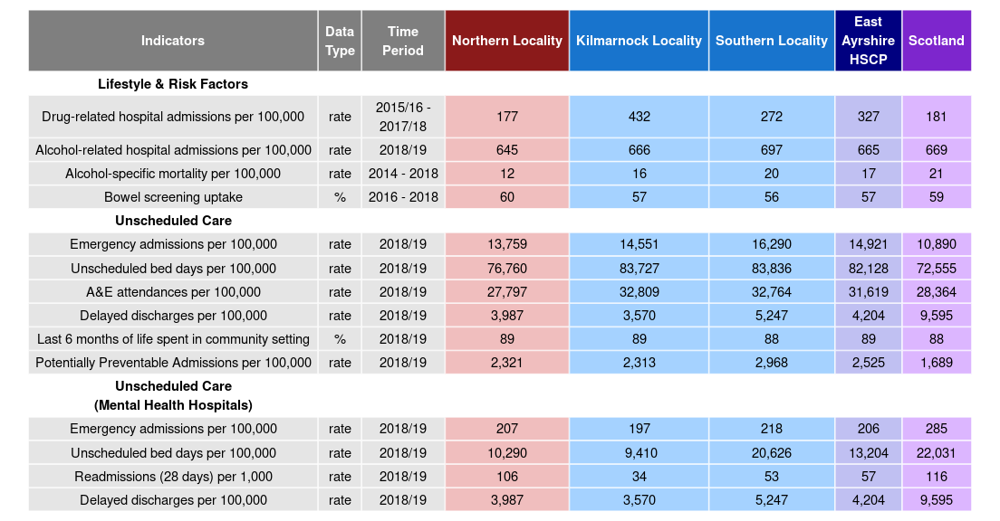 Indicators Data Type Time Period Northern Locality Kilmarnock Locality Southern Locality East Ayrshire HSCP Scotland
Lifestyle & Risk Factors
Drug-related hospital admissions per 100,000 rate 2015/16 - 2017/18 177 432 272 327 181
Alcohol-related hospital admissions per 100,000 rate 2018/19 645 666 697 665 669
Alcohol-specific mortality per 100,000 rate 2014 - 2018 12 16 20 17 21
Bowel screening uptake % 2016 - 2018 60 57 56 57 59
Unscheduled Care
Emergency admissions per 100,000 rate 2018/19 13,759 14,551 16,290 14,921 10,890
Unscheduled bed days per 100,000 rate 2018/19 76,760 83,727 83,836 82,128 72,555
A&E attendances per 100,000 rate 2018/19 27,797 32,809 32,764 31,619 28,364
Delayed discharges per 100,000 rate 2018/19 3,987 3,570 5,247 4,204 9,595
Last 6 months of life spent in community setting % 2018/19 89 89 88 89 88
Potentially Preventable Admissions per 100,000 rate 2018/19 2,321 2,313 2,968 2,525 1,689
Unscheduled Care
(Mental Health Hospitals)
Emergency admissions per 100,000 rate 2018/19 207 197 218 206 285
Unscheduled bed days per 100,000 rate 2018/19 10,290 9,410 20,626 13,204 22,031
Readmissions (28 days) per 1,000 rate 2018/19 106 34 53 57 116
Delayed discharges per 100,000 rate 2018/19 3,987 3,570 5,247 4,204 9,595